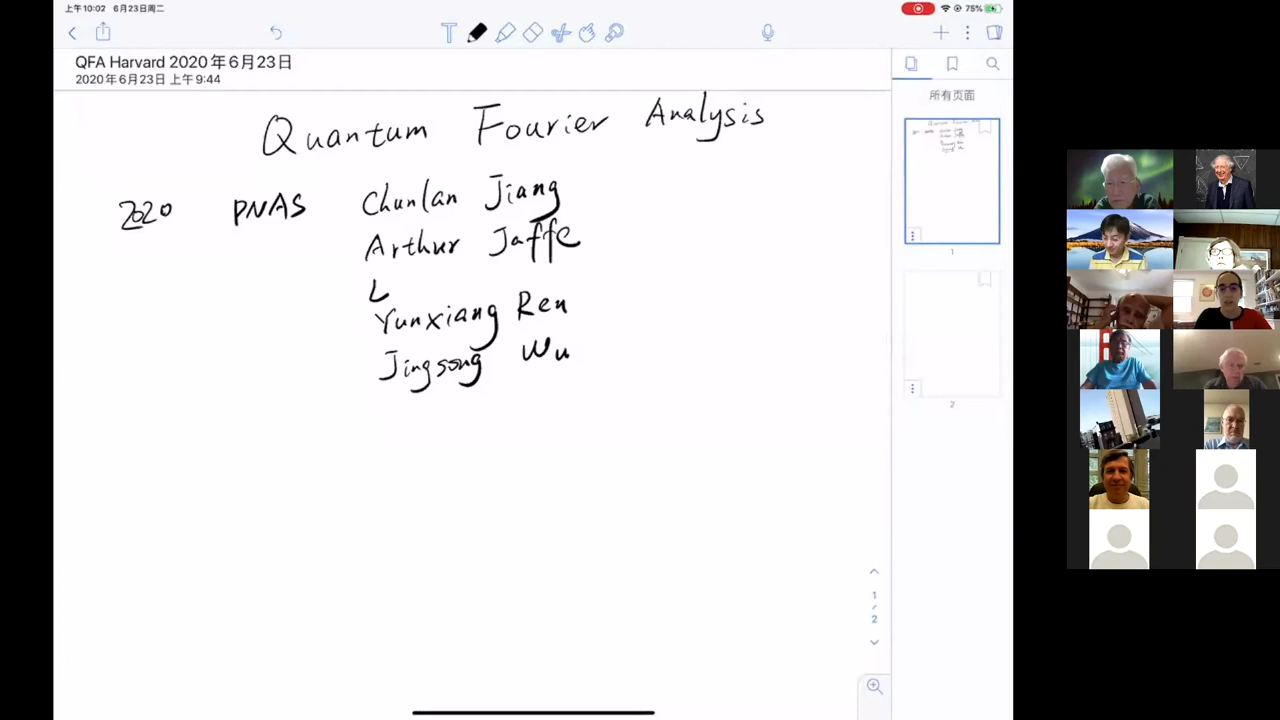 上午10:02 6月23日周二
75%
QFA Harvard 2020年6月23日
2020年6月23日 上午9:44
所有页面
Quantum Fourier Analysis
2020 PNAS Chunlan Jiang
Arthur Jaffe
L
Yunxiang Ren
Jingsong Wu
1
2
1
/
2